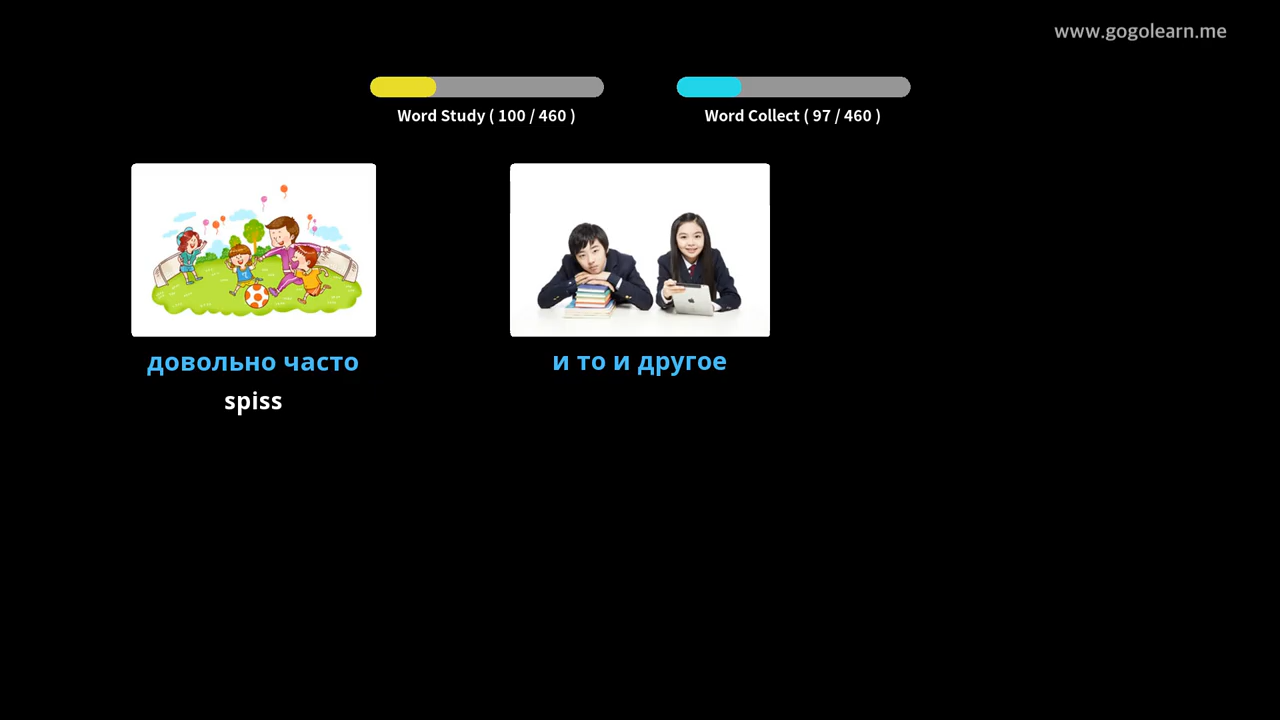 www.gogolearn.me
Word Study ( 100 / 460 )
Word Collect ( 97 / 460 )
довольно часто
и то и другое
spiss